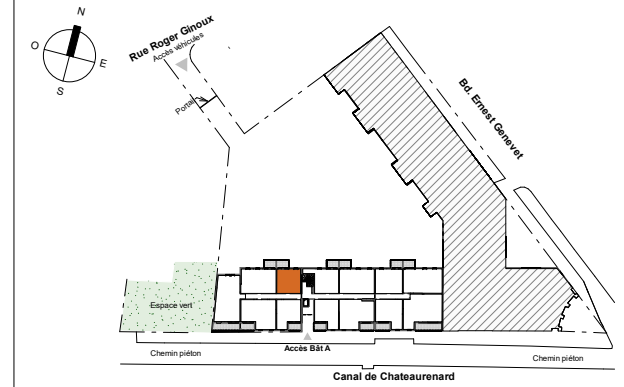 N
O
E
S
Rue Roger Ginoux
Accès véhicules
Portail
Bd. Ernest Genevet
Espace vert
Chemin piéton
Accès Bât A
Chemin piéton
Canal de Chateaurenard